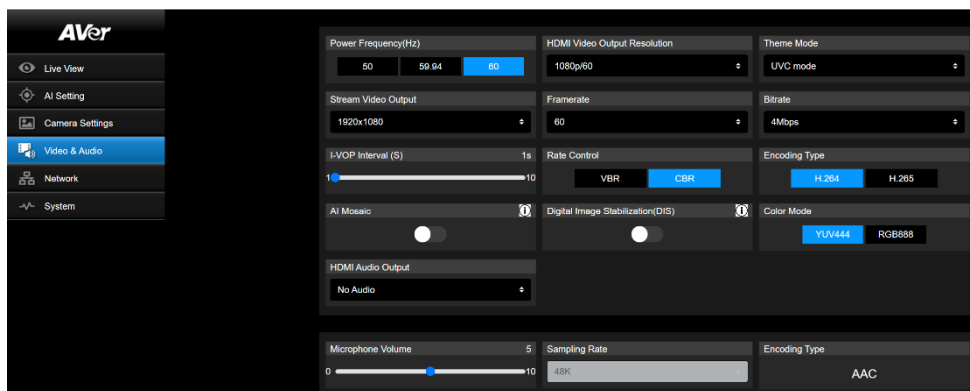 AVer
Live View
AI Setting
Camera Settings
Video & Audio
Network
System
Power Frequency(Hz)
50 59.94 60
HDMI Video Output Resolution
1080p/60
Theme Mode
UVC mode
Stream Video Output
1920x1080
Framerate
60
Bitrate
4Mbps
I-VOP Interval (S) 1s
1 10
Rate Control
VBR CBR
Encoding Type
H.264 H.265
AI Mosaic
Digital Image Stabilization(DIS)
Color Mode
YUV444 RGB888
HDMI Audio Output
No Audio
Microphone Volume 5
0 10
Sampling Rate
48K
Encoding Type
AAC